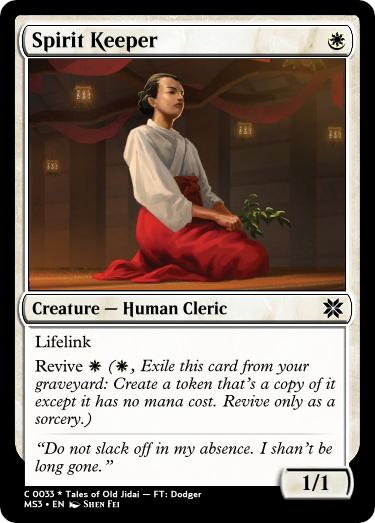 Spirit Keeper
Creature — Human Cleric
Lifelink
Revive (, Exile this card from your
graveyard: Create a token that's a copy of it
except it has no mana cost. Revive only as a
sorcery.)
“Do not slack off in my absence. I shan't be
long gone.”
1/1
C 0033 * Tales of Old Jidai — FT: Dodger
MS3 • EN Shen Fei